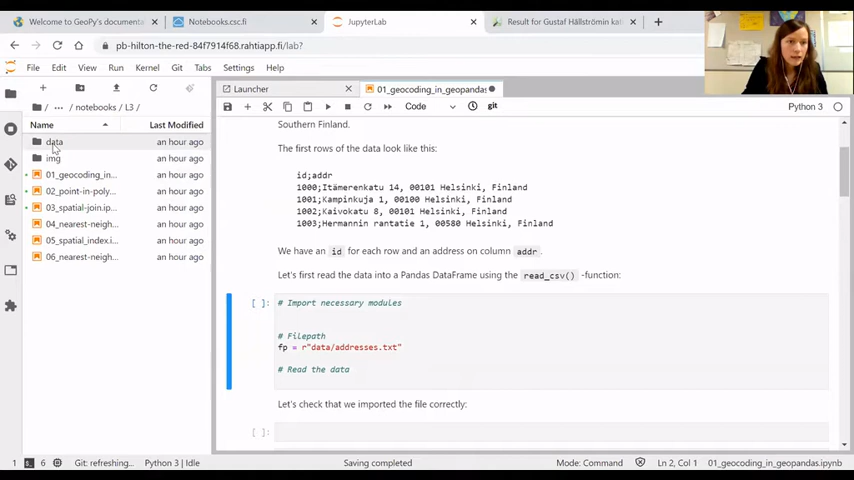 Welcome to GeoPy's documenta
Notebooks.csc.fi
JupyterLab
Result for Gustaf Hällströmin ka
pb-hilton-the-red-84f7914f68.rahtiapp.fi/lab?
File Edit View Run Kernel Git Tabs Settings Help
Launcher
01_geocoding_in_geopandas
/ ··· / notebooks / L3 /
Code
git
Python 3
Name Last Modified
data an hour ago
img an hour ago
01_geocoding_in... an hour ago
02_point-in-poly... an hour ago
03_spatial-join.ip... an hour ago
04_nearest-neigh... an hour ago
05_spatial_index.i... an hour ago
06_nearest-neigh... an hour ago
Southern Finland.
The first rows of the data look like this:
id;addr
1000;Itämerenkatu 14, 00101 Helsinki, Finland
1001;Kampinkuja 1, 00100 Helsinki, Finland
1002;Kaivokatu 8, 00101 Helsinki, Finland
1003;Hermannin rantatie 1, 00580 Helsinki, Finland
We have an id for each row and an address on column addr.
Let's first read the data into a Pandas DataFrame using the read_csv() -function:
[ ]: # Import necessary modules
# Filepath
fp = r"data/addresses.txt"
# Read the data
Let's check that we imported the file correctly:
[ ]:
1 6 Git: refreshing... Python 3 | Idle Saving completed Mode: Command Ln 2, Col 1 01_geocoding_in_geopandas.ipynb